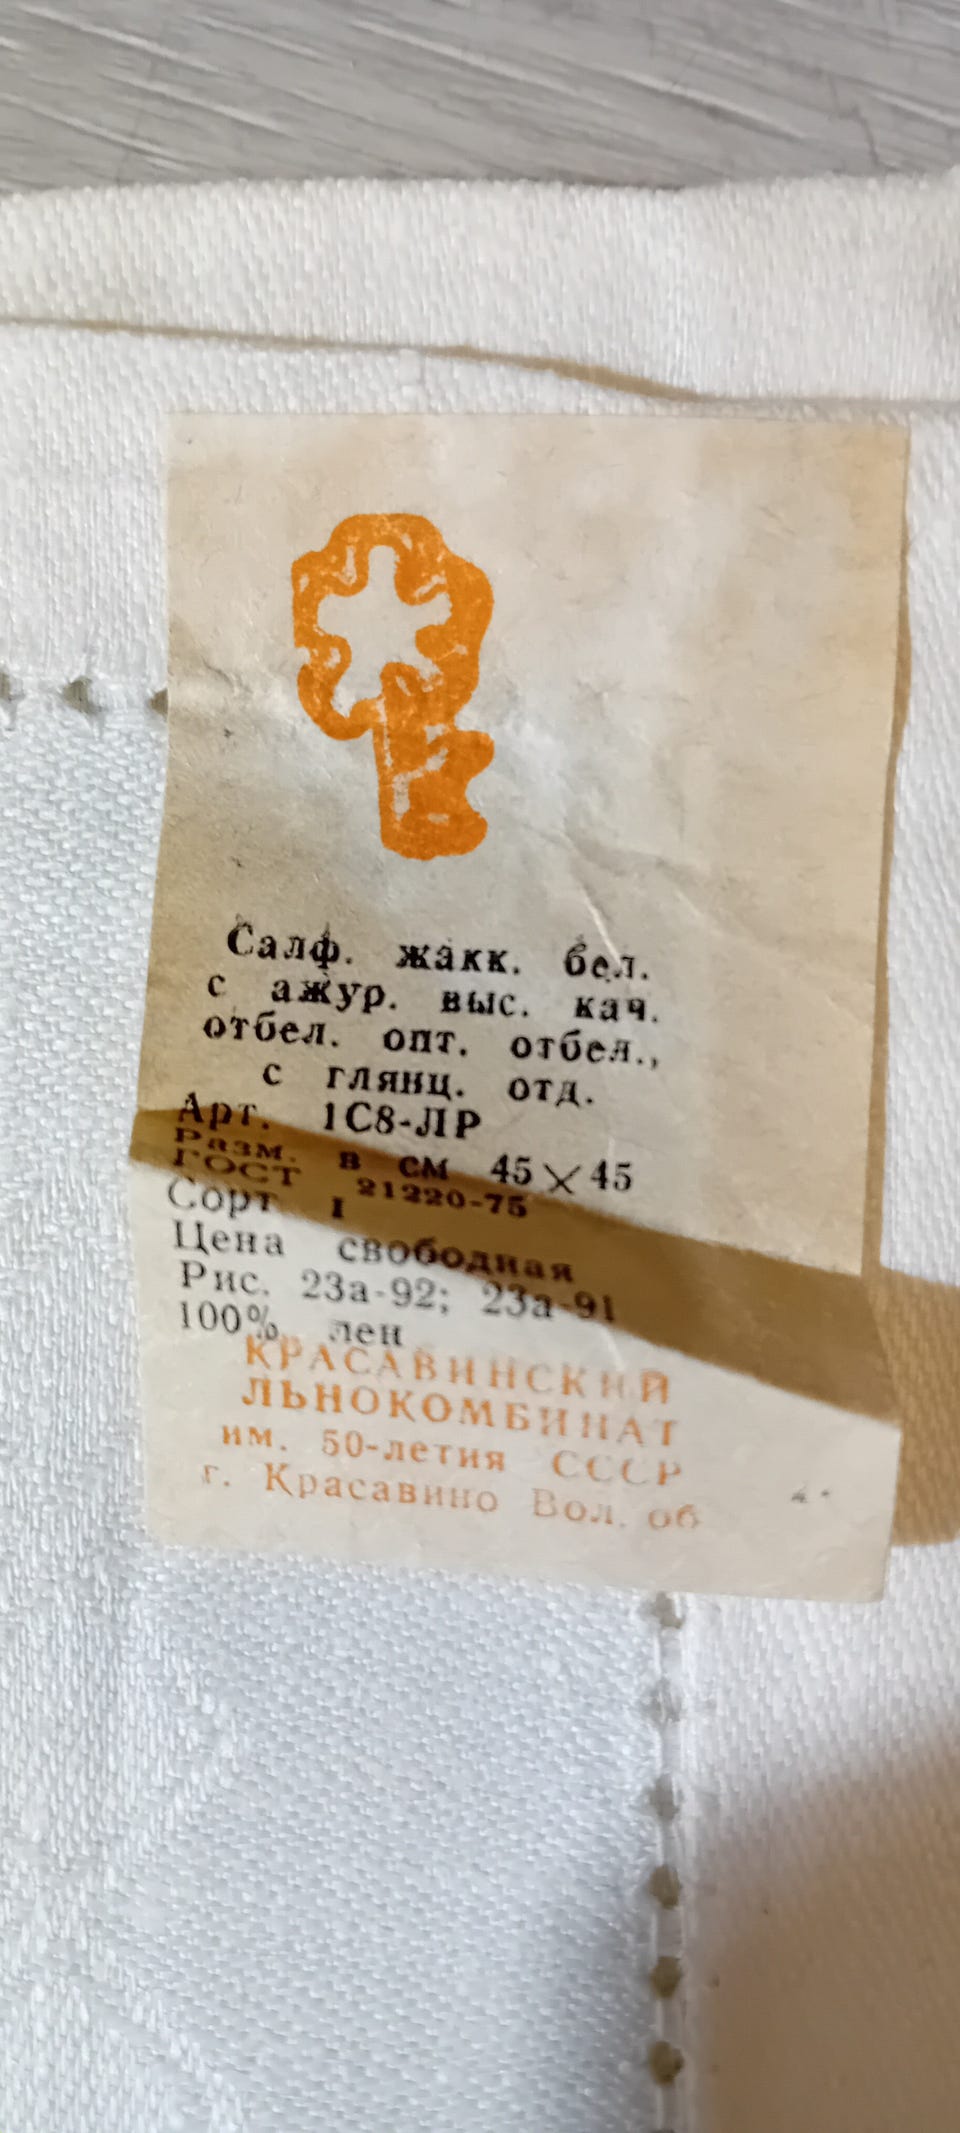 Салф. жакк. бел.
с ажур. выс. кач.
отбел. опт. отбел.,
с глянц. отд.
Арт. 1С8-ЛР
Разм. в см 45×45
ГОСТ 21220-75
Сорт I
Цена свободная
Рис. 23а-92; 23а-91
100% лен
КРАСАВИНСКИЙ
ЛЬНОКОМБИНАТ
им. 50-летия СССР
г. Красавино Вол. об